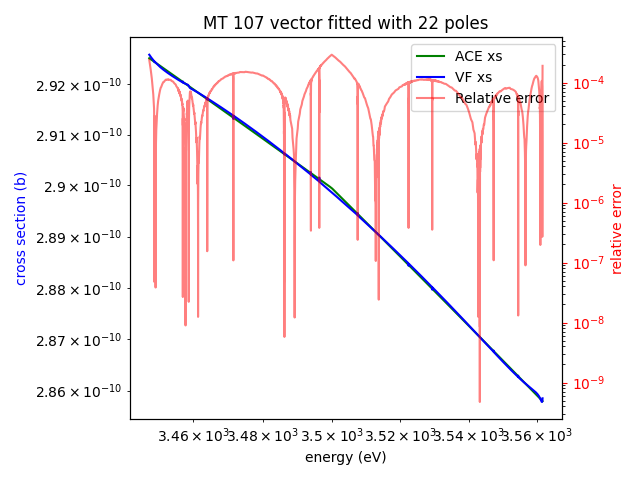 MT 107 vector fitted with 22 poles
ACE xs
VF xs
Relative error
cross section (b)
2.92 × 10⁻¹⁰
2.91 × 10⁻¹⁰
2.9 × 10⁻¹⁰
2.89 × 10⁻¹⁰
2.88 × 10⁻¹⁰
2.87 × 10⁻¹⁰
2.86 × 10⁻¹⁰
10⁻⁴
10⁻⁵
10⁻⁶
10⁻⁷
10⁻⁸
10⁻⁹
relative error
3.46 × 10³ 3.48 × 10³ 3.5 × 10³ 3.52 × 10³ 3.54 × 10³ 3.56 × 10³
energy (eV)